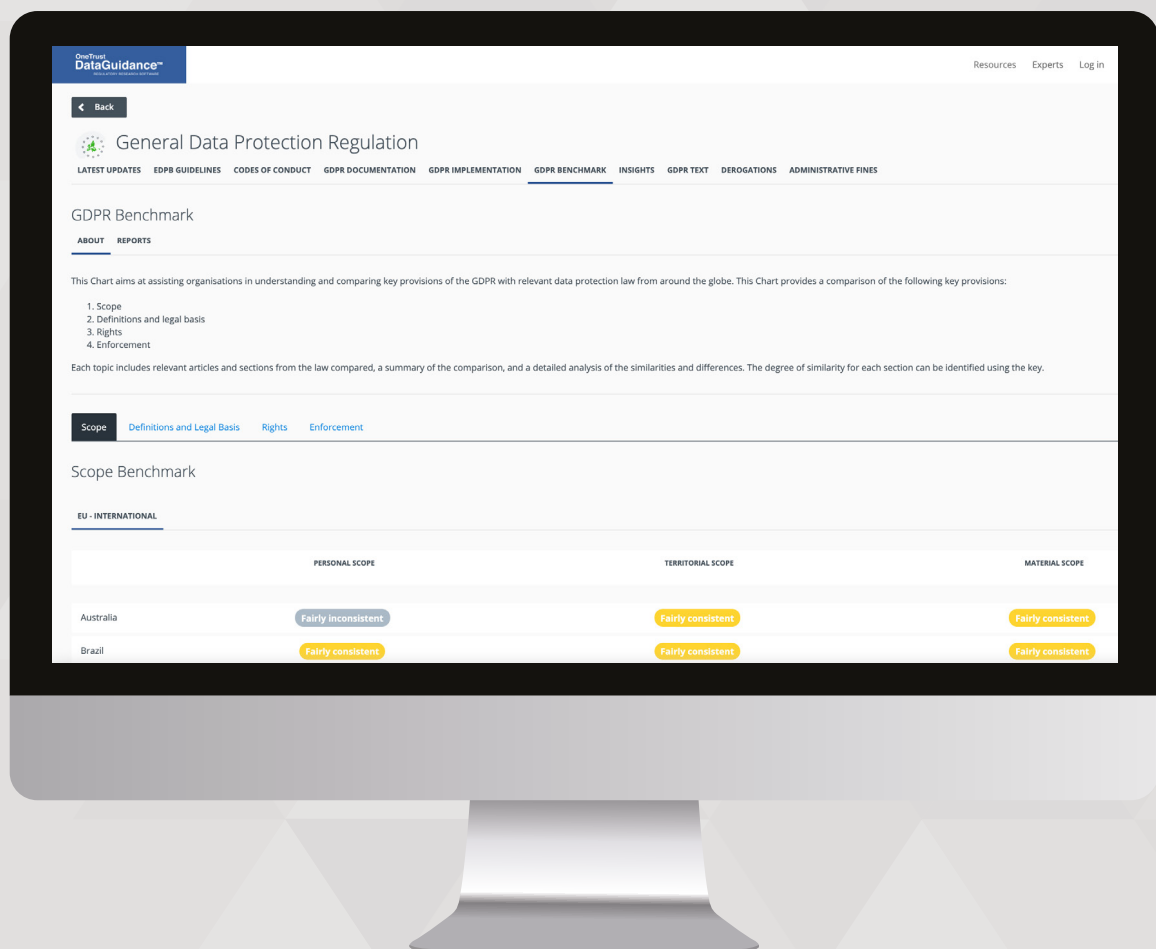 OneTrust
DataGuidance™
REGULATORY RESEARCH SOFTWARE
Resources Experts Log in
Back
General Data Protection Regulation
LATEST UPDATES EDPB GUIDELINES CODES OF CONDUCT GDPR DOCUMENTATION GDPR IMPLEMENTATION GDPR BENCHMARK INSIGHTS GDPR TEXT DEROGATIONS ADMINISTRATIVE FINES
GDPR Benchmark
ABOUT REPORTS
This Chart aims at assisting organisations in understanding and comparing key provisions of the GDPR with relevant data protection law from around the globe. This Chart provides a comparison of the following key provisions:
1. Scope
2. Definitions and legal basis
3. Rights
4. Enforcement
Each topic includes relevant articles and sections from the law compared, a summary of the comparison, and a detailed analysis of the similarities and differences. The degree of similarity for each section can be identified using the key.
Scope Definitions and Legal Basis Rights Enforcement
Scope Benchmark
EU - INTERNATIONAL
PERSONAL SCOPE TERRITORIAL SCOPE MATERIAL SCOPE
Australia Fairly inconsistent Fairly consistent Fairly consistent
Brazil Fairly consistent Fairly consistent Fairly consistent